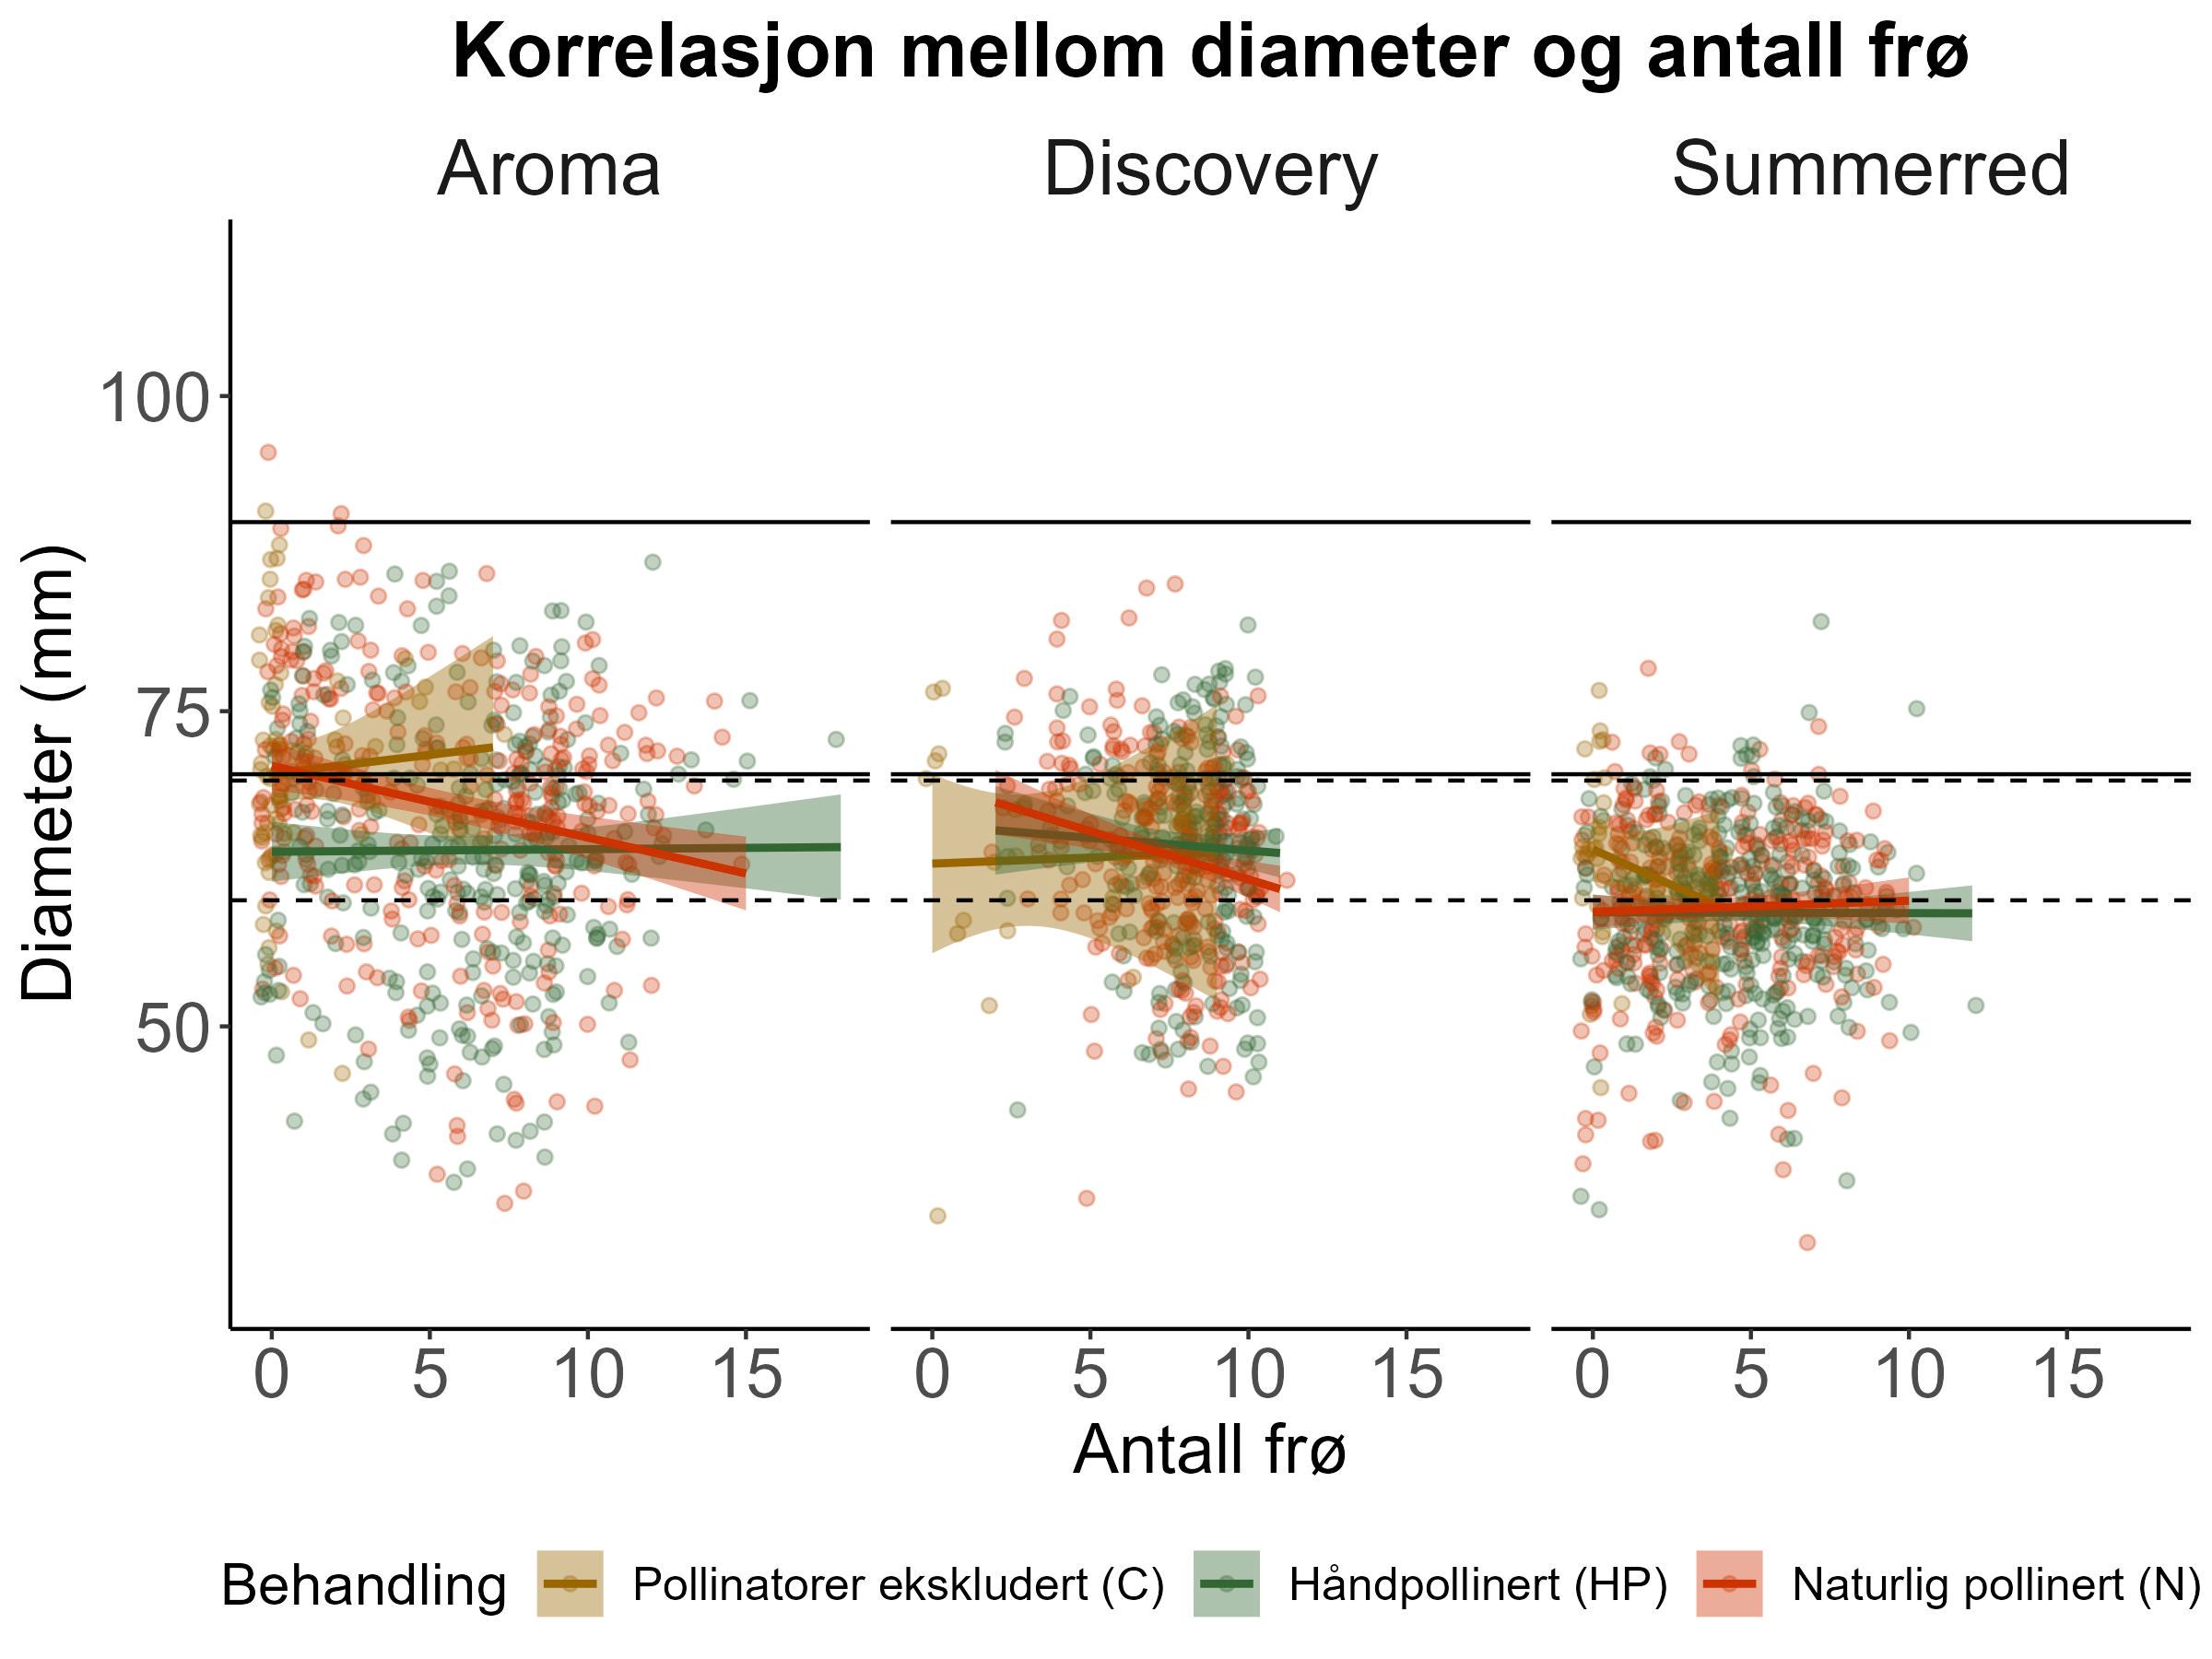 Korrelasjon mellom diameter og antall frø
Aroma Discovery Summerred
Diameter (mm)
100
75
50
0 5 10 15 0 5 10 15 0 5 10 15
Antall frø
Behandling Pollinatorer ekskludert (C) Håndpollinert (HP) Naturlig pollinert (N)